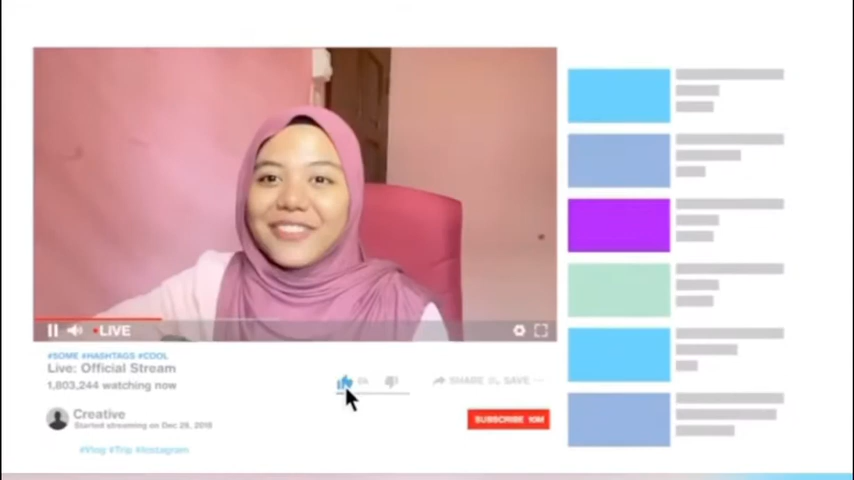 •LIVE
#SOME #HASHTAGS #COOL
Live: Official Stream
1,803,244 watching now
SHARE
SAVE
Creative
Started streaming on Dec 28, 2018
SUBSCRIBE 10M
#Vlog #Trip #Instagram